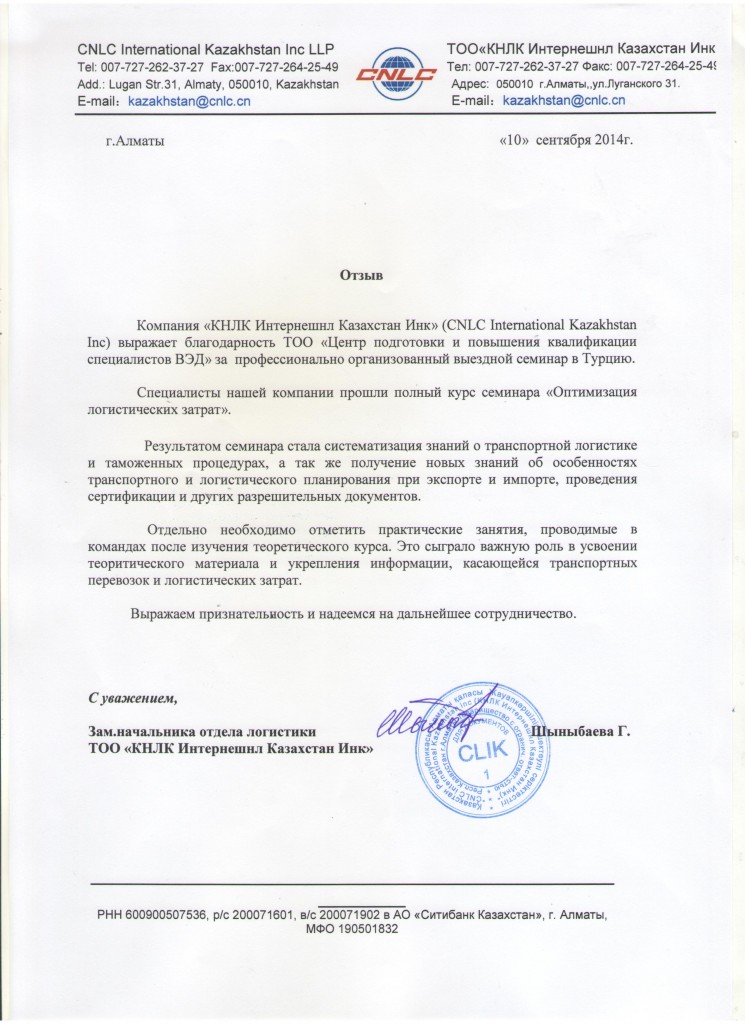 CNLC International Kazakhstan Inc LLP
Tel: 007-727-262-37-27 Fax:007-727-264-25-49
Add.: Lugan Str.31, Almaty, 050010, Kazakhstan
E-mail: kazakhstan@cnlc.cn
CNLC
ТОО«КНЛК Интернешнл Казахстан Инк
Тел: 007-727-262-37-27 Факс: 007-727-264-25-49
Адрес: 050010 г.Алматы,,ул.Луганского 31.
E-mail: kazakhstan@cnlc.cn
г.Алматы
«10» сентября 2014г.
Отзыв
Компания «КНЛК Интернешнл Казахстан Инк» (CNLC International Kazakhstan
Inc) выражает благодарность ТОО «Центр подготовки и повышения квалификации
специалистов ВЭД» за профессионально организованный выездной семинар в Турцию.
Специалисты нашей компании прошли полный курс семинара «Оптимизация
логистических затрат».
Результатом семинара стала систематизация знаний о транспортной логистике
и таможенных процедурах, а так же получение новых знаний об особенностях
транспортного и логистического планирования при экспорте и импорте, проведения
сертификации и других разрешительных документов.
Отдельно необходимо отметить практические занятия, проводимые в
командах после изучения теоретического курса. Это сыграло важную роль в усвоении
теоритического материала и укрепления информации, касающейся транспортных
перевозок и логистических затрат.
Выражаем признательность и надеемся на дальнейшее сотрудничество.
С уважением,
Зам.начальника отдела логистики
ТОО «КНЛК Интернешнл Казахстан Инк»
Шыныбаева Г.
ДЛЯ ДОКУМЕНТОВ
CLIK
1
РНН 600900507536, р/с 200071601, в/с 200071902 в АО «Ситибанк Казахстан», г. Алматы,
МФО 190501832